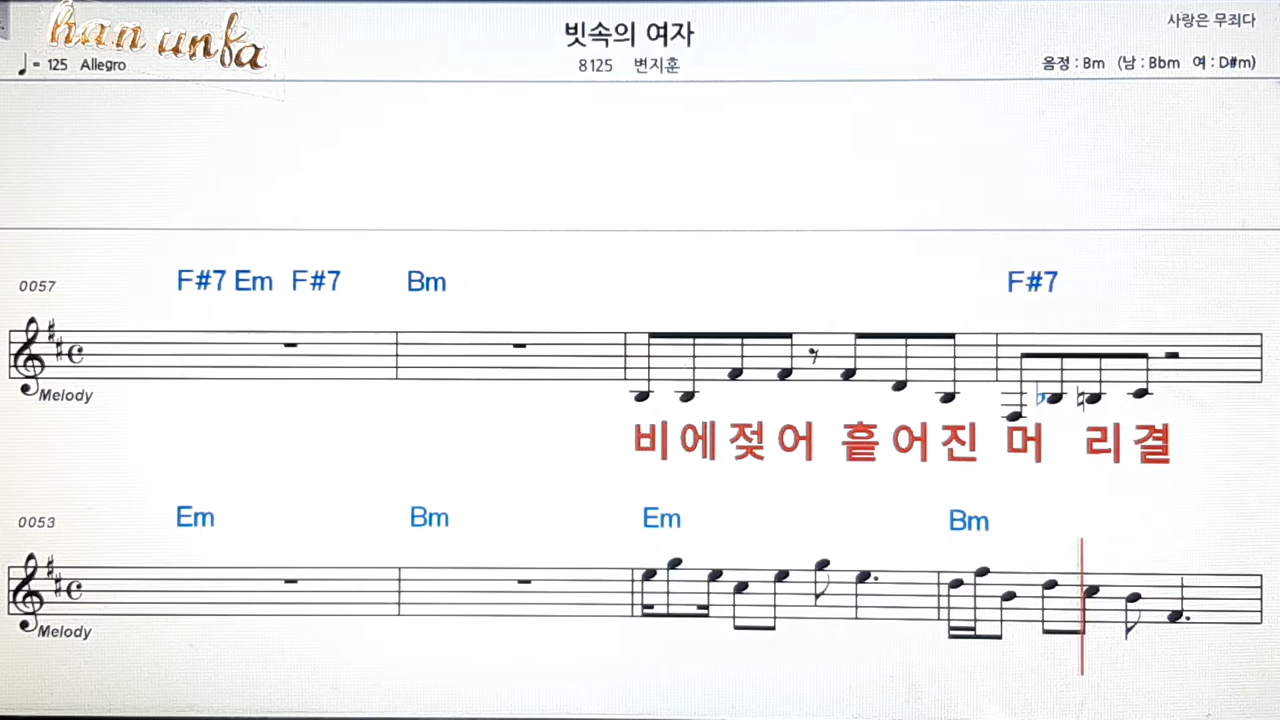 han unfa
빗속의 여자
사랑은 무죄다
♩= 125 Allegro
8125 변지훈
음정 : Bm (남 : Bbm 여 : D#m)
0057
F#7 Em F#7 Bm F#7
Melody
비에젖어 흩어진 머 리결
0053
Em Bm Em Bm
Melody